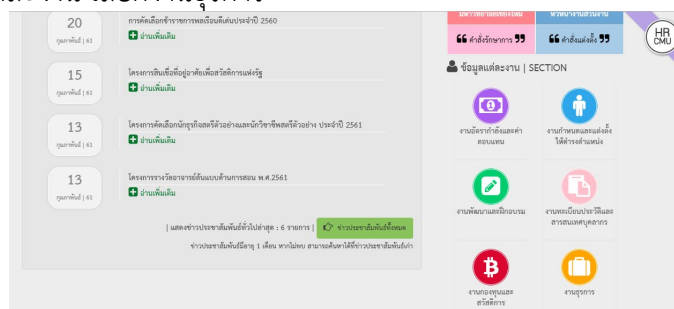 20
กุมภาพันธ์ | 61
การคัดเลือกข้าราชการพลเรือนดีเด่นประจำปี 2560
อ่านเพิ่มเติม
15
กุมภาพันธ์ | 61
โครงการสินเชื่อที่อยู่อาศัยเพื่อสวัสดิการแห่งรัฐ
อ่านเพิ่มเติม
13
กุมภาพันธ์ | 61
โครงการคัดเลือกนักธุรกิจสตรีตัวอย่างและนักวิชาชีพสตรีตัวอย่าง ประจำปี 2561
อ่านเพิ่มเติม
13
กุมภาพันธ์ | 61
โครงการรางวัลอาจารย์ต้นแบบด้านการสอน พ.ศ.2561
อ่านเพิ่มเติม
| แสดงข่าวประชาสัมพันธ์ทั่วไปล่าสุด : 6 รายการ | ข่าวประชาสัมพันธ์ทั้งหมด
ข่าวประชาสัมพันธ์มีอายุ 1 เดือน หากไม่พบ สามารถค้นหาได้ที่ข่าวประชาสัมพันธ์เก่า
คำสั่งรักษาการ
คำสั่งแต่งตั้ง
HR
CMU
ข้อมูลแต่ละงาน | SECTION
งานอัตรากำลังและค่า
ตอบแทน
งานกำหนดและแต่งตั้ง
ให้ดำรงตำแหน่ง
งานพัฒนาและฝึกอบรม
งานทะเบียนประวัติและ
สารสนเทศบุคลากร
งานกองทุนและ
สวัสดิการ
งานธุรการ